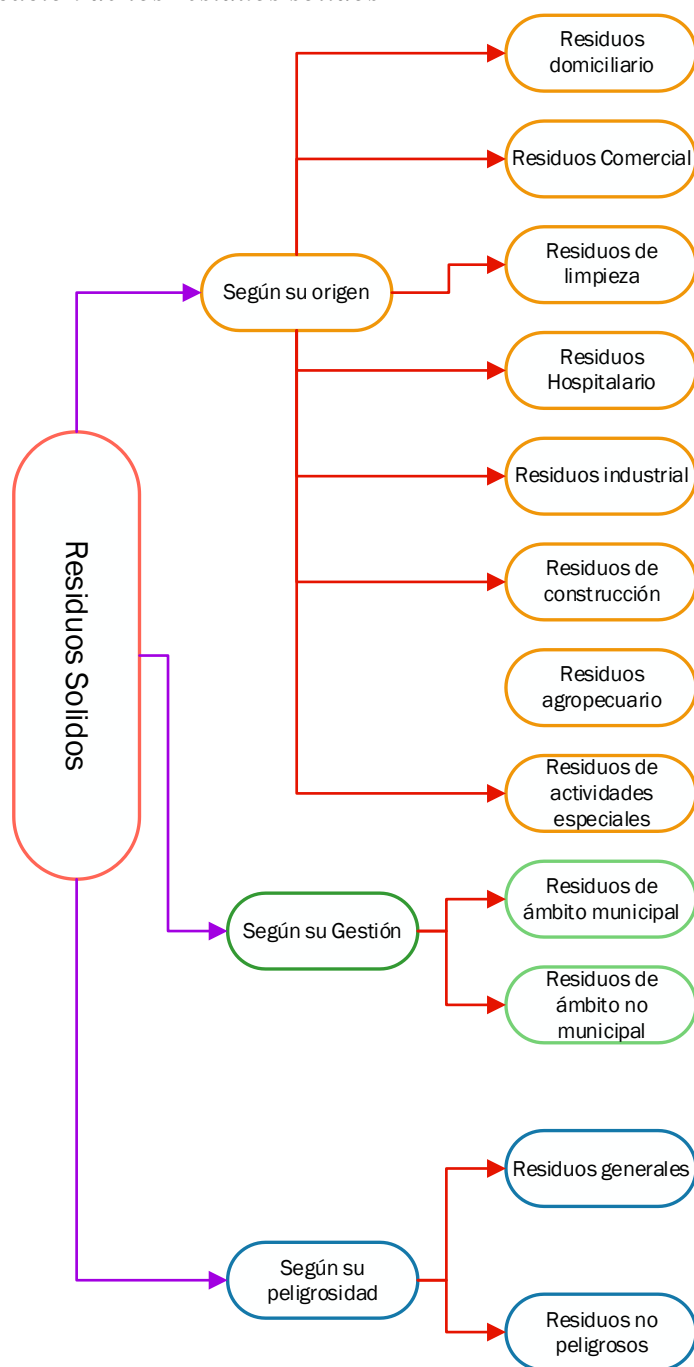 Residuos Solidos
Según su origen
Residuos
domiciliario
Residuos Comercial
Residuos de
limpieza
Residuos
Hospitalario
Residuos industrial
Residuos de
construcción
Residuos
agropecuario
Residuos de
actividades
especiales
Según su Gestión
Residuos de
ámbito municipal
Residuos de
ámbito no
municipal
Según su
peligrosidad
Residuos generales
Residuos no
peligrosos